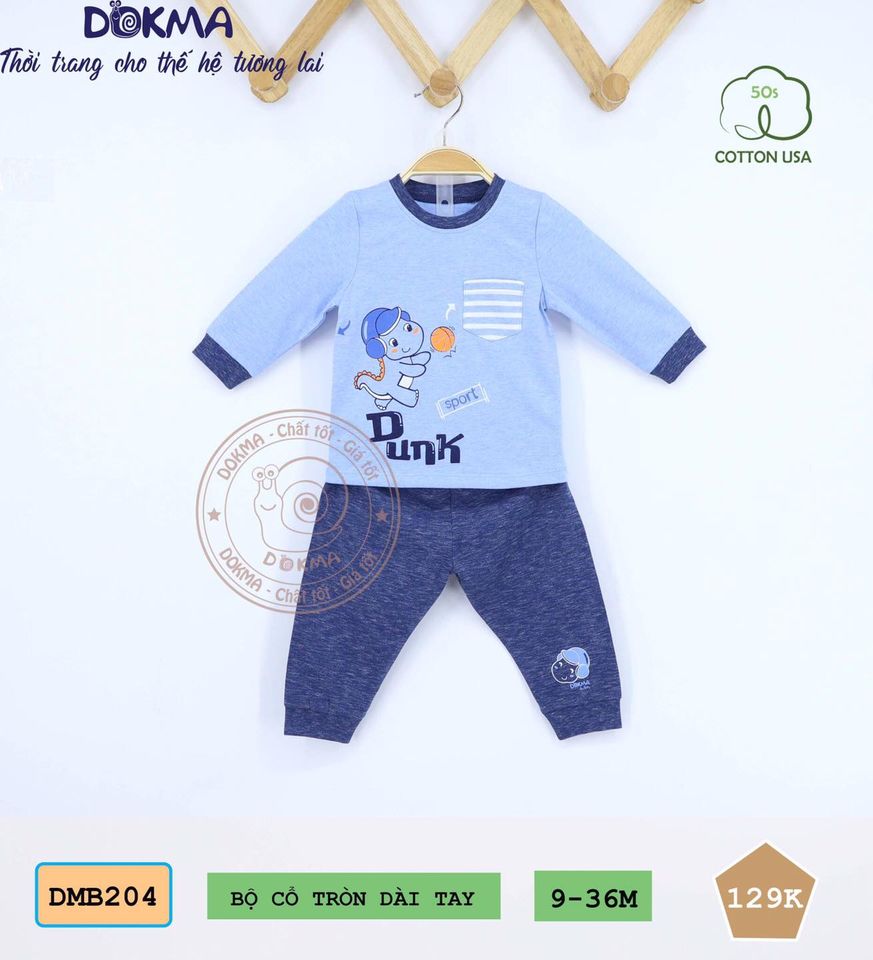 DOKMA
Thời trang cho thế hệ tương lai
50s
COTTON USA
sport
Dunk
DOKMA - Chất tốt - Giá tốt
DOKMA
DOKMA - Chất tốt - Giá tốt
DOKMA
DMB204
BỘ CỔ TRÒN DÀI TAY
9-36M
129K